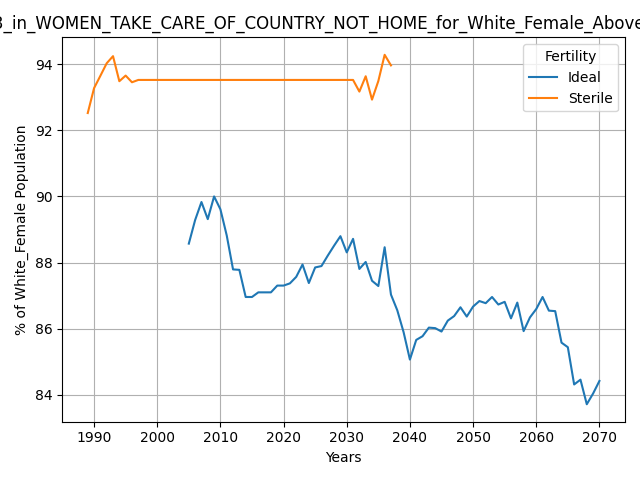 3_in_WOMEN_TAKE_CARE_OF_COUNTRY_NOT_HOME_for_White_Female_Above
Fertility
Ideal
Sterile
94
92
90
88
86
84
% of White_Female Population
1990 2000 2010 2020 2030 2040 2050 2060 2070
Years